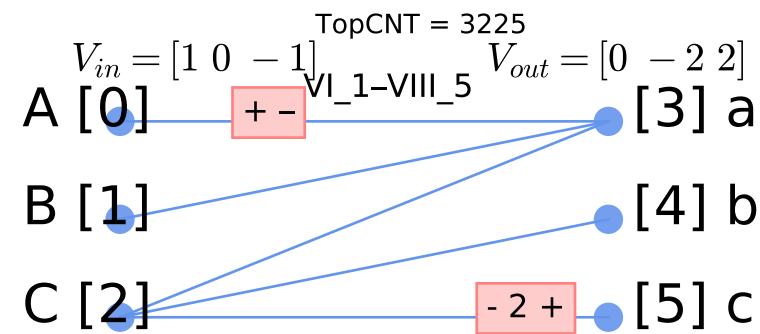 TopCNT = 3225
V_in = [1 0 −1] V_out = [0 −2 2]
VI_1–VIII_5
A [0] + – [3] a
B [1] [4] b
C [2] - 2 + [5] c